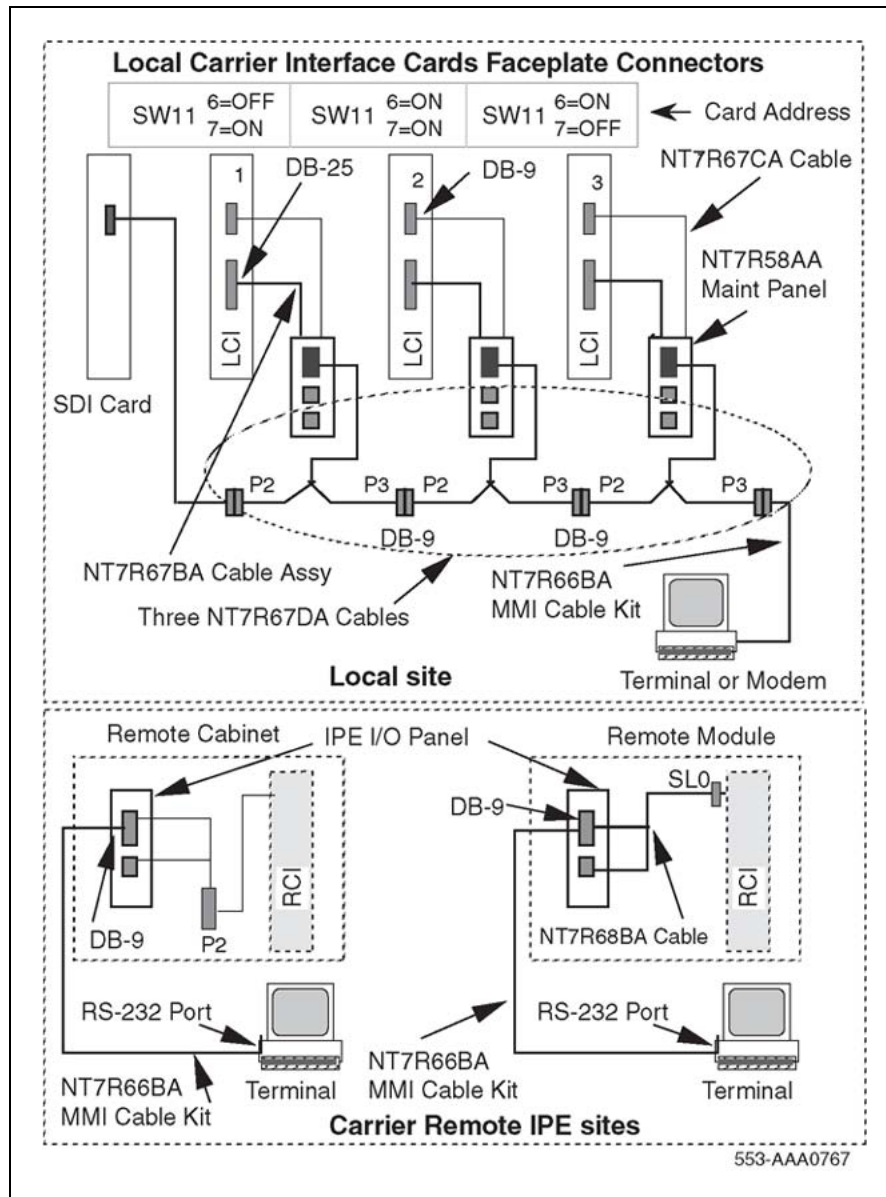 Local Carrier Interface Cards Faceplate Connectors
SW11 6=OFF 7=ON
SW11 6=ON 7=ON
SW11 6=ON 7=OFF
Card Address
DB-25
DB-9
NT7R67CA Cable
1
2
3
NT7R58AA
Maint Panel
LCI
LCI
LCI
SDI Card
P2
P3
P2
P3
P2
P3
DB-9
DB-9
NT7R67BA Cable Assy
NT7R66BA
MMI Cable Kit
Three NT7R67DA Cables
Local site
Terminal or Modem
Remote Cabinet
IPE I/O Panel
Remote Module
SL0
DB-9
RCI
RCI
DB-9
P2
NT7R68BA Cable
RS-232 Port
RS-232 Port
NT7R66BA
MMI Cable Kit
Terminal
NT7R66BA
MMI Cable Kit
Terminal
Carrier Remote IPE sites
553-AAA0767